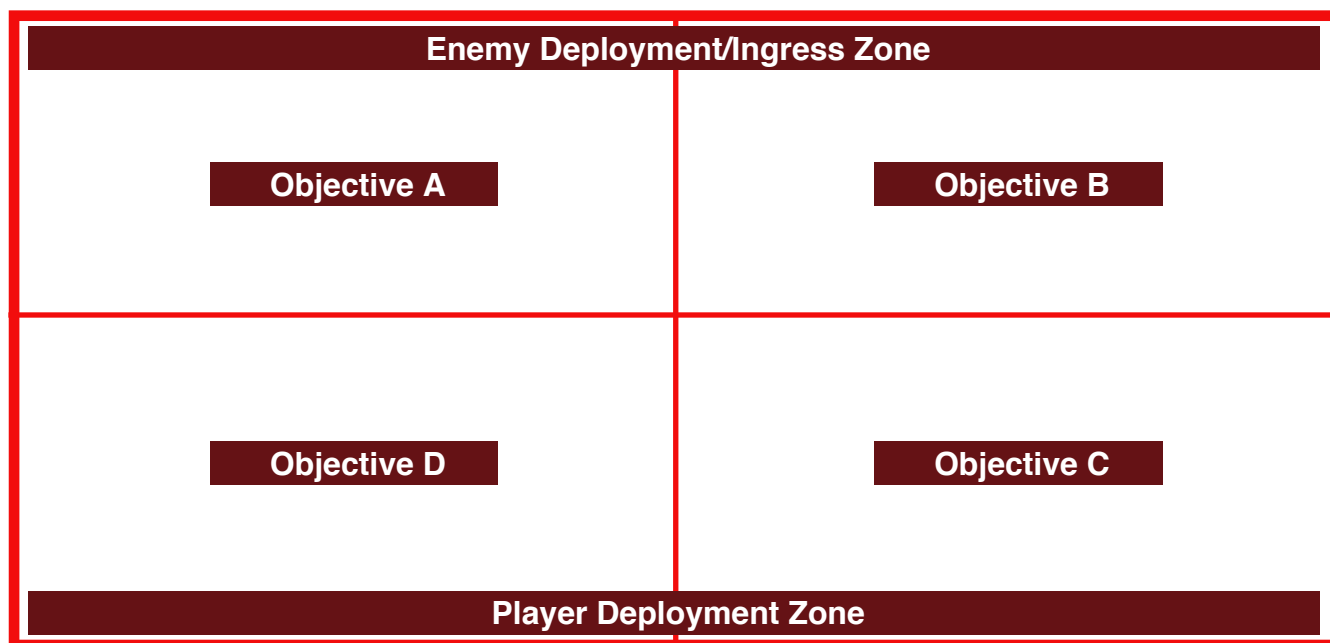 Enemy Deployment/Ingress Zone
Objective A
Objective B
Objective D
Objective C
Player Deployment Zone